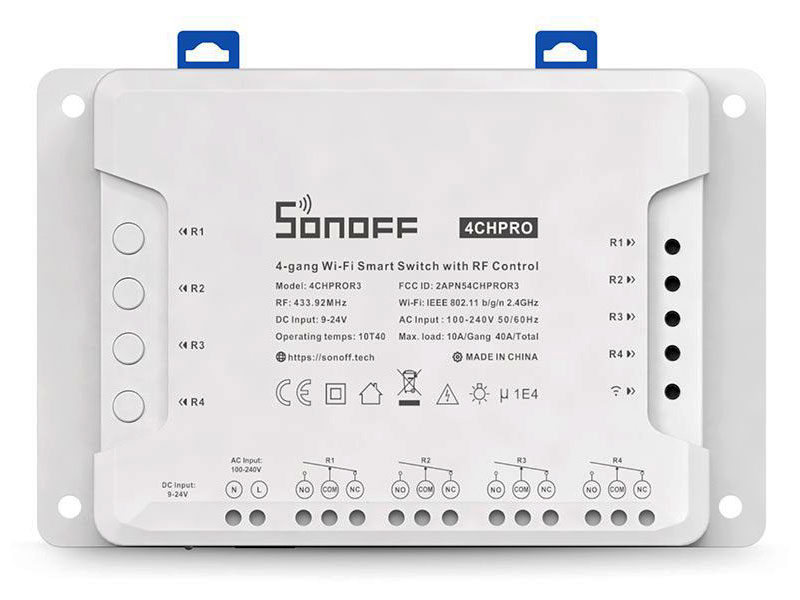 SONOFF 4CHPRO
4-gang Wi-Fi Smart Switch with RF Control
Model: 4CHPROR3 FCC ID: 2APN54CHPROR3
RF: 433.92MHz Wi-Fi: IEEE 802.11 b/g/n 2.4GHz
DC Input: 9-24V AC Input: 100-240V 50/60Hz
Operating temps: 10T40 Max. load: 10A/Gang 40A/Total
https://sonoff.tech MADE IN CHINA
CE µ 1E4
R1
R2
R3
R4
R1
R2
R3
R4
AC Input:
100-240V
DC Input:
9-24V
N L
R1
NO COM NC
R2
NO COM NC
R3
NO COM NC
R4
NO COM NC